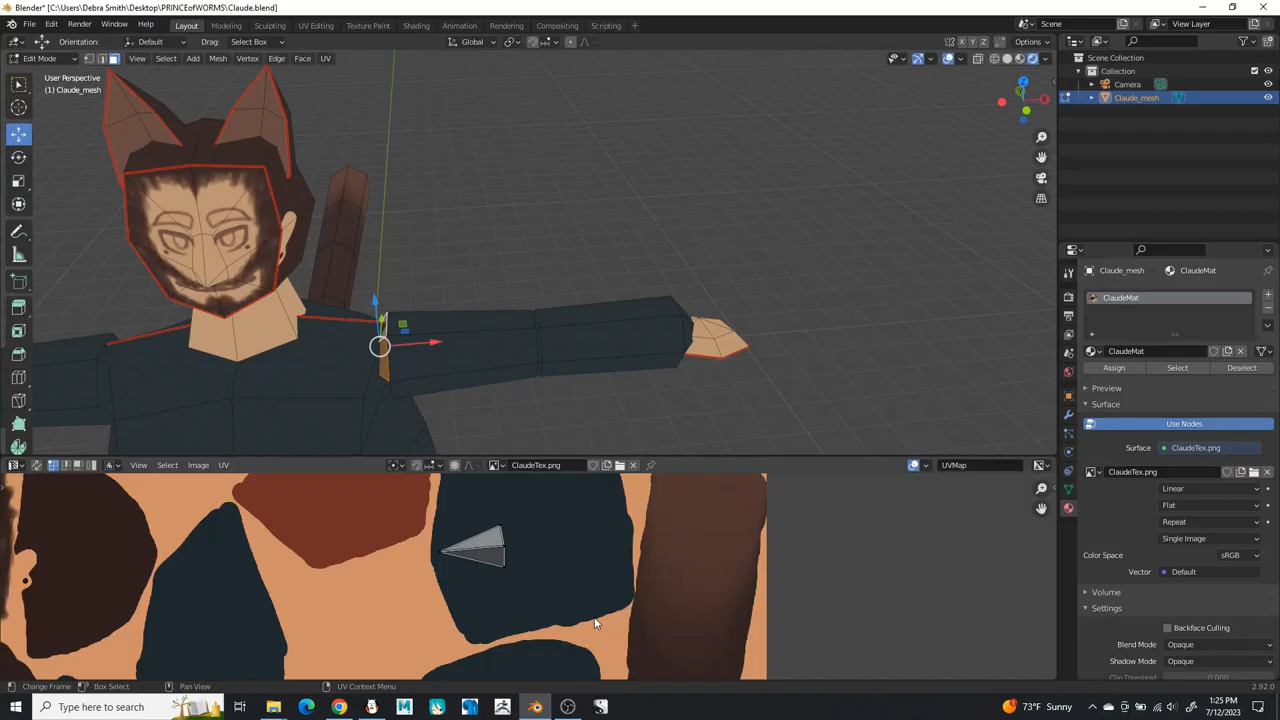 Blender* [C:\Users\Debra Smith\Desktop\PRINCEofWORMS\Claude.blend]
File Edit Render Window Help Layout Modeling Sculpting UV Editing Texture Paint Shading Animation Rendering Compositing Scripting + Scene View Layer
Orientation: Default Drag: Select Box Global X Y Z Options
Edit Mode View Select Add Mesh Vertex Edge Face UV
User Perspective
(1) Claude_mesh
Z
X
Scene Collection
Collection
Camera
Claude_mesh
Claude_mesh ClaudeMat
ClaudeMat
ClaudeMat
Assign Select Deselect
Preview
Surface
Use Nodes
Surface ClaudeTex.png
ClaudeTex.png
Linear
Flat
Repeat
Single Image
Color Space sRGB
Vector Default
Volume
Settings
Backface Culling
Blend Mode Opaque
Shadow Mode Opaque
Clip Threshold 0.000
View Select Image UV ClaudeTex.png UVMap
Change Frame Box Select Pan View UV Context Menu 2.92.0
Type here to search 73°F Sunny 1:25 PM
7/12/2023